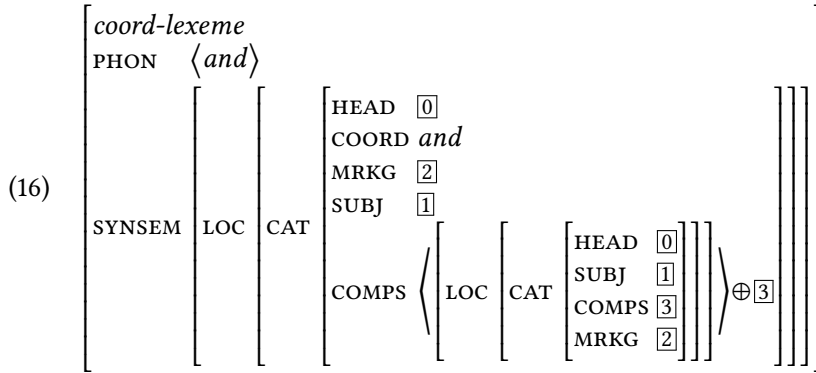 coord-lexeme
PHON ⟨and⟩
HEAD 0
COORD and
MRKG 2
SUBJ 1
(16) SYNSEM LOC CAT
HEAD 0
SUBJ 1
COMPS ⟨ LOC CAT COMPS 3 ⟩ ⊕ 3
MRKG 2